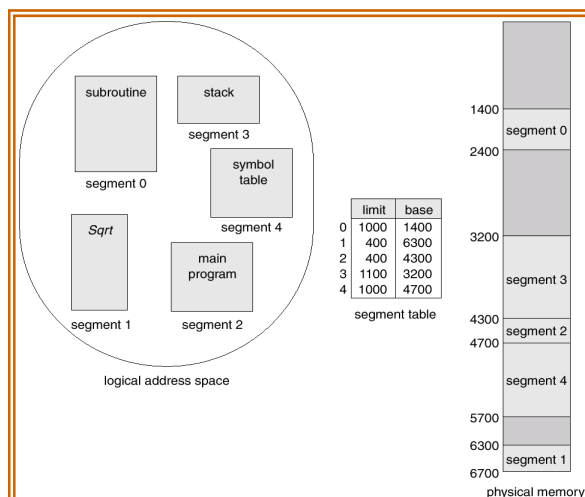 subroutine
stack
segment 3
segment 0
symbol
table
segment 4
Sqrt
main
program
segment 1
segment 2
logical address space
limit base
0 1000 1400
1 400 6300
2 400 4300
3 1100 3200
4 1000 4700
segment table
1400
segment 0
2400
3200
segment 3
4300
segment 2
4700
segment 4
5700
6300
segment 1
6700
physical memory